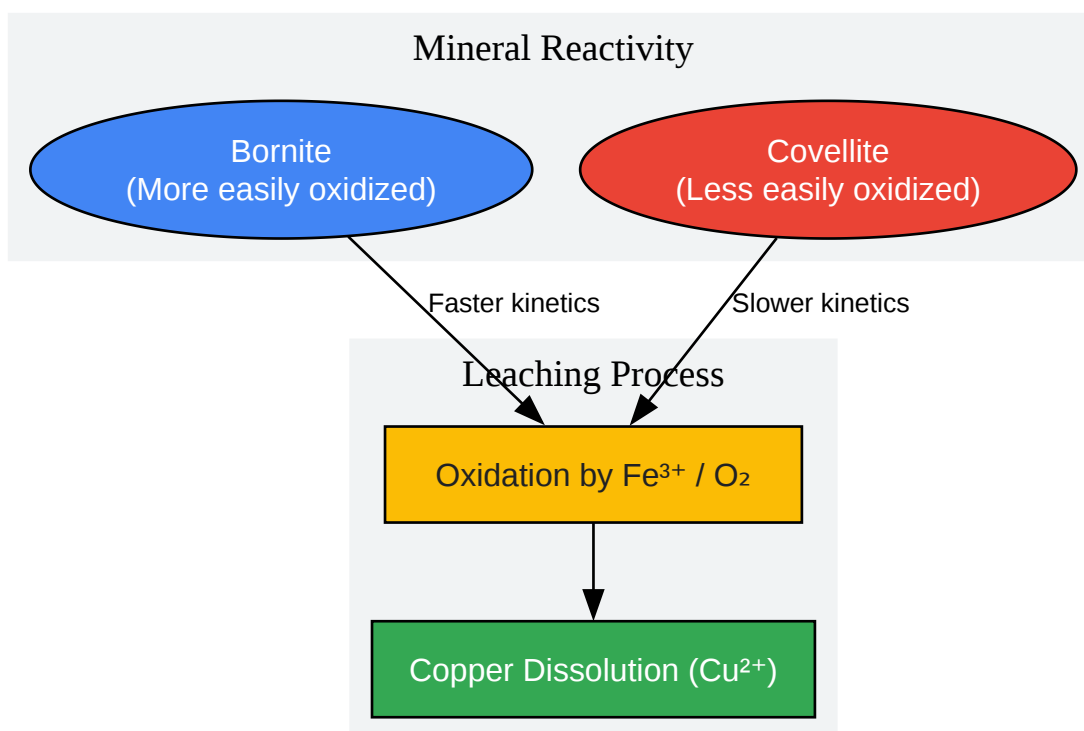 Mineral Reactivity
Bornite
(More easily oxidized)
Covellite
(Less easily oxidized)
Faster kinetics
Slower kinetics
Leaching Process
Oxidation by Fe³⁺ / O₂
Copper Dissolution (Cu²⁺)